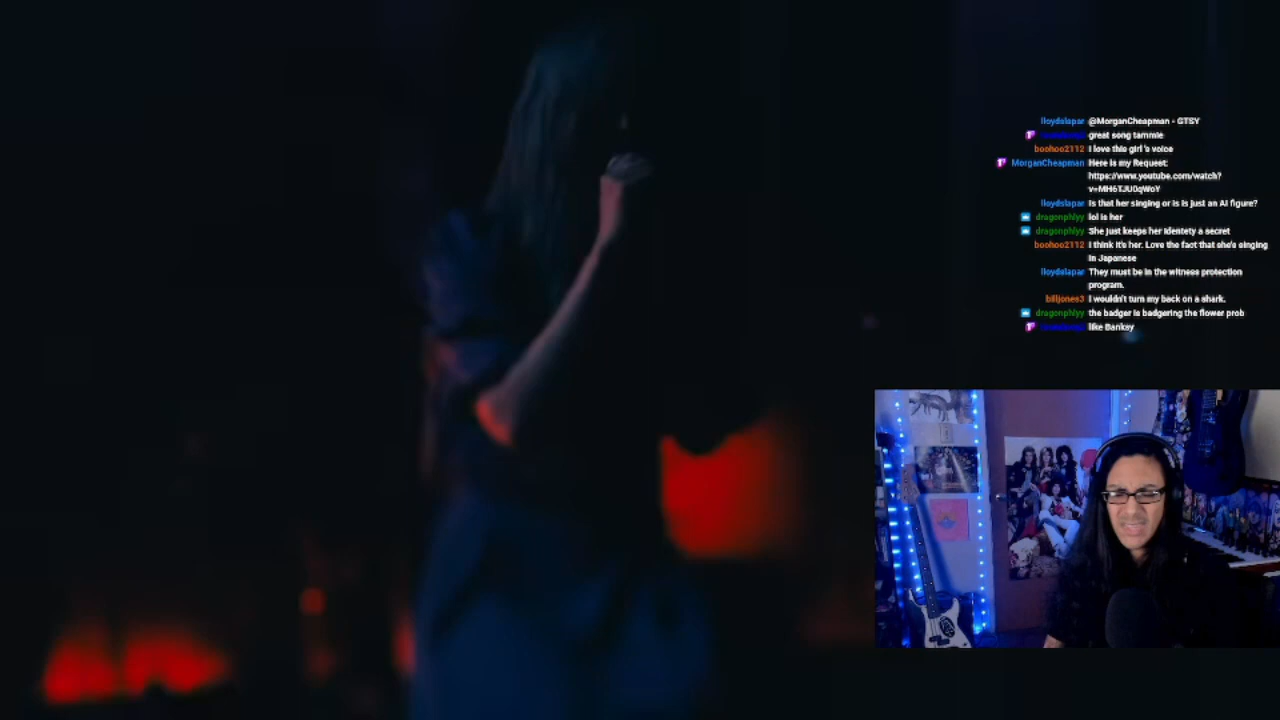 lloydslapar @MorganCheapman - GTSY
great song tammie
boohoo2112 I love this girl 's voice
MorganCheapman Here is my Request:
https://www.youtube.com/watch?
v=MH6TJU0qWoY
lloydslapar Is that her singing or is is just an AI figure?
dragonphlyy lol is her
dragonphlyy She just keeps her identety a secret
boohoo2112 I think it's her. Love the fact that she's singing
in Japanese
lloydslapar They must be in the witness protection
program.
billjones3 I wouldn't turn my back on a shark.
dragonphlyy the badger is badgering the flower prob
like Banksy